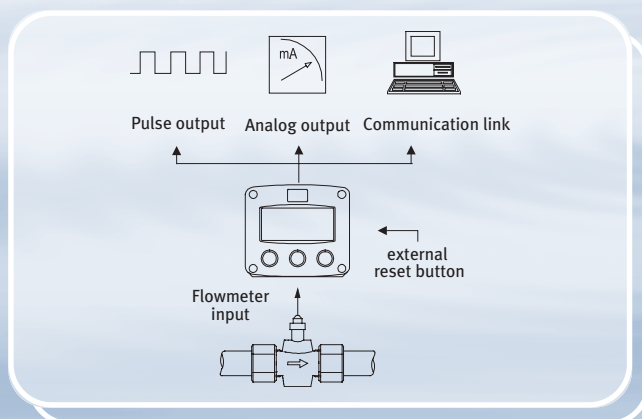 mA
Pulse output
Analog output
Communication link
external
reset button
Flowmeter
input